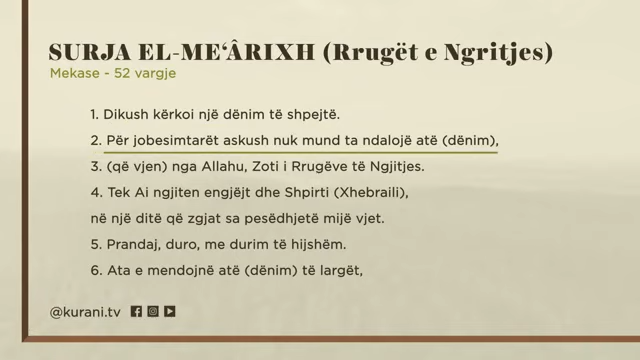 SURJA EL-ME‘ÂRIXH (Rrugët e Ngritjes)
Mekase - 52 vargje
1. Dikush kërkoi një dënim të shpejtë.
2. Për jobesimtarët askush nuk mund ta ndalojë atë (dënim),
3. (që vjen) nga Allahu, Zoti i Rrugëve të Ngjitjes.
4. Tek Ai ngjiten engjëjt dhe Shpirti (Xhebraili),
në një ditë që zgjat sa pesëdhjetë mijë vjet.
5. Prandaj, duro, me durim të hijshëm.
6. Ata e mendojnë atë (dënim) të largët,
@kurani.tv